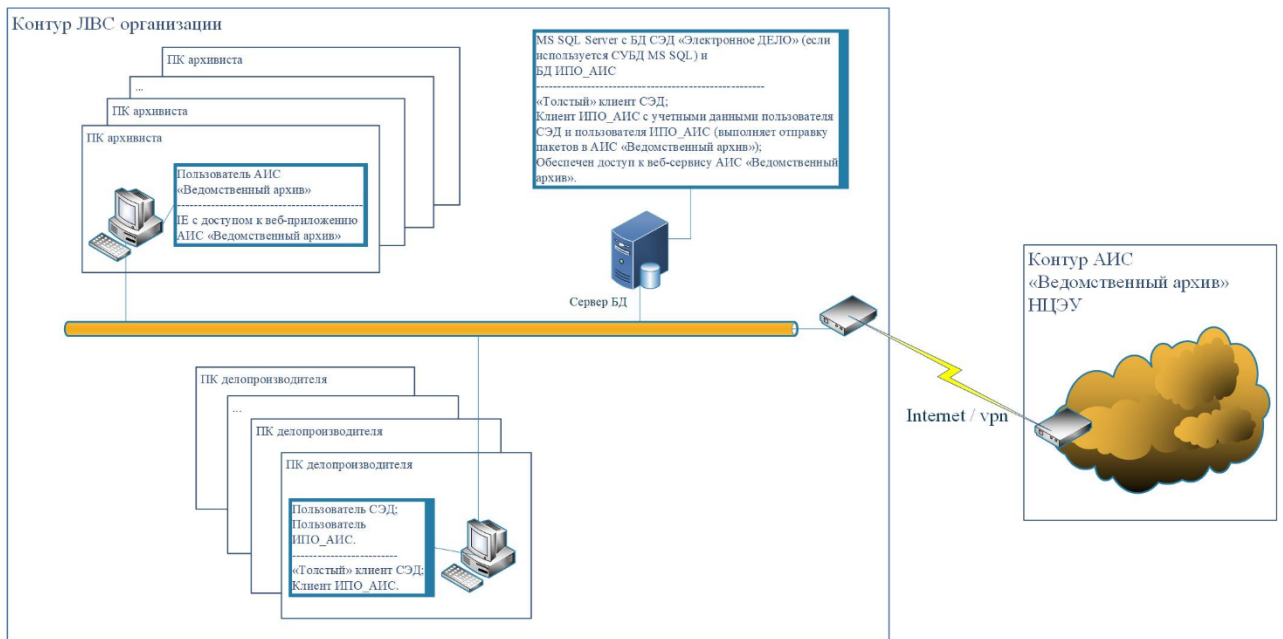 Контур ЛВС организации
ПК архивиста
...
ПК архивиста
ПК архивиста
Пользователь АИС
«Ведомственный архив»
---------------------------------------------
IE с доступом к веб-приложению
АИС «Ведомственный архив»
MS SQL Server с БД СЭД «Электронное ДЕЛО» (если
используется СУБД MS SQL) и
БД ИПО_АИС
-------------------------------------------------------
«Толстый» клиент СЭД;
Клиент ИПО_АИС с учетными данными пользователя
СЭД и пользователя ИПО_АИС (выполняет отправку
пакетов в АИС «Ведомственный архив»);
Обеспечен доступ к веб-сервису АИС «Ведомственный
архив».
Сервер БД
Контур АИС
«Ведомственный архив»
НЦЭУ
Internet / vpn
ПК делопроизводителя
...
ПК делопроизводителя
ПК делопроизводителя
Пользователь СЭД;
Пользователь
ИПО_АИС.
-------------------------
«Толстый» клиент СЭД;
Клиент ИПО_АИС.